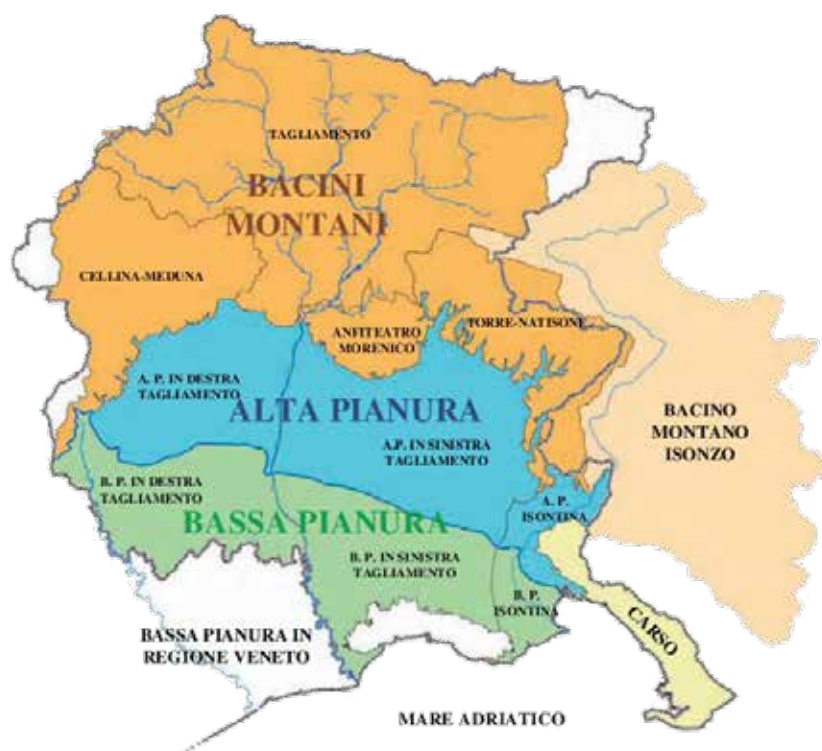 TAGLIAMENTO
BACINI
MONTANI
CELLINA-MEDUNA
ANFITEATRO
MORENICO
TORRE-NATISONE
A. P. IN DESTRA
TAGLIAMENTO
ALTA PIANURA
BACINO
MONTANO
ISONZO
A.P. IN SINISTRA
TAGLIAMENTO
B. P. IN DESTRA
TAGLIAMENTO
A. P.
ISONTINA
BASSA PIANURA
B. P. IN SINISTRA
TAGLIAMENTO
B. P.
ISONTINA
CARSO
BASSA PIANURA IN
REGIONE VENETO
MARE ADRIATICO